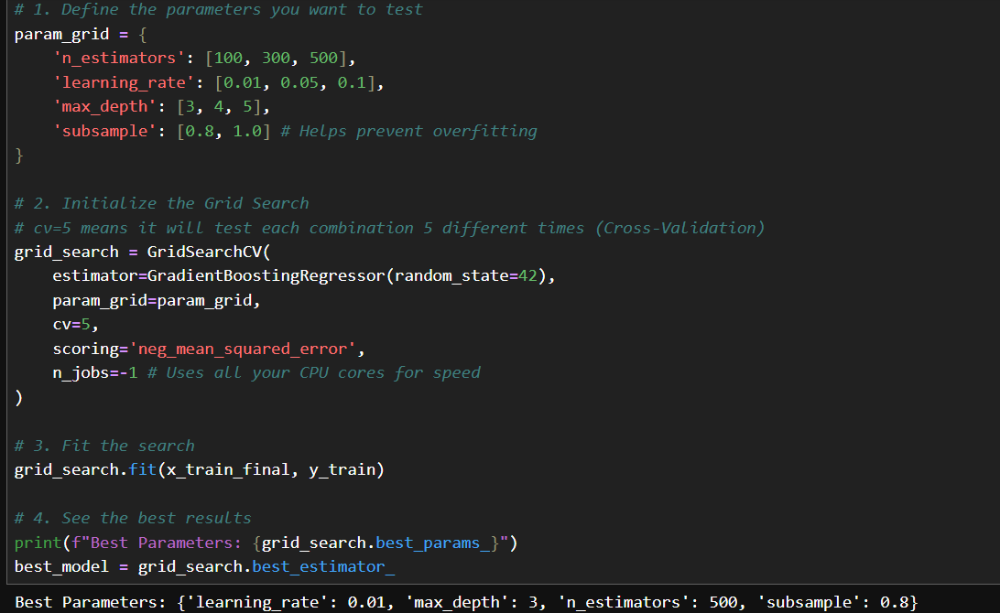 # 1. Define the parameters you want to test
param_grid = {
    'n_estimators': [100, 300, 500],
    'learning_rate': [0.01, 0.05, 0.1],
    'max_depth': [3, 4, 5],
    'subsample': [0.8, 1.0] # Helps prevent overfitting
}
# 2. Initialize the Grid Search
# cv=5 means it will test each combination 5 different times (Cross-Validation)
grid_search = GridSearchCV(
    estimator=GradientBoostingRegressor(random_state=42),
    param_grid=param_grid,
    cv=5,
    scoring='neg_mean_squared_error',
    n_jobs=-1 # Uses all your CPU cores for speed
)
# 3. Fit the search
grid_search.fit(x_train_final, y_train)
# 4. See the best results
print(f"Best Parameters: {grid_search.best_params_}")
best_model = grid_search.best_estimator_
Best Parameters: {'learning_rate': 0.01, 'max_depth': 3, 'n_estimators': 500, 'subsample': 0.8}